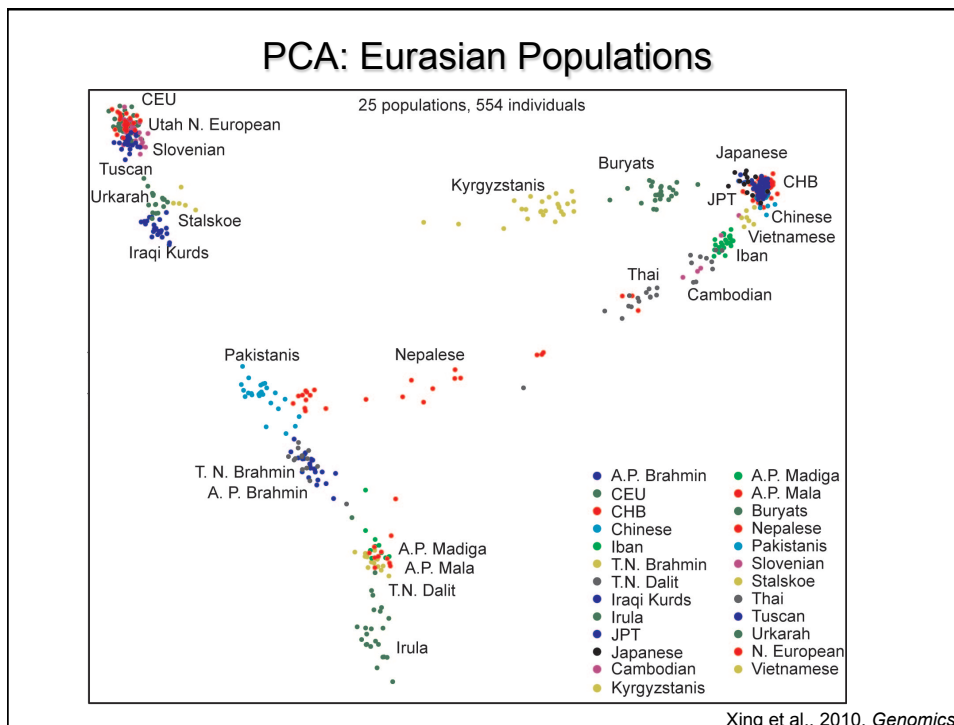 PCA: Eurasian Populations
25 populations, 554 individuals
CEU
Utah N. European
Slovenian
Tuscan
Urkarah
Stalskoe
Iraqi Kurds
Kyrgyzstanis
Buryats
Japanese
CHB
JPT
Chinese
Vietnamese
Iban
Cambodian
Thai
Pakistanis
Nepalese
T. N. Brahmin
A. P. Brahmin
A.P. Madiga
A.P. Mala
T.N. Dalit
Irula
A.P. Brahmin
CEU
CHB
Chinese
Iban
T.N. Brahmin
T.N. Dalit
Iraqi Kurds
Irula
JPT
Japanese
Cambodian
Kyrgyzstanis
A.P. Madiga
A.P. Mala
Buryats
Nepalese
Pakistanis
Slovenian
Stalskoe
Thai
Tuscan
Urkarah
N. European
Vietnamese
Xing et al., 2010, Genomics